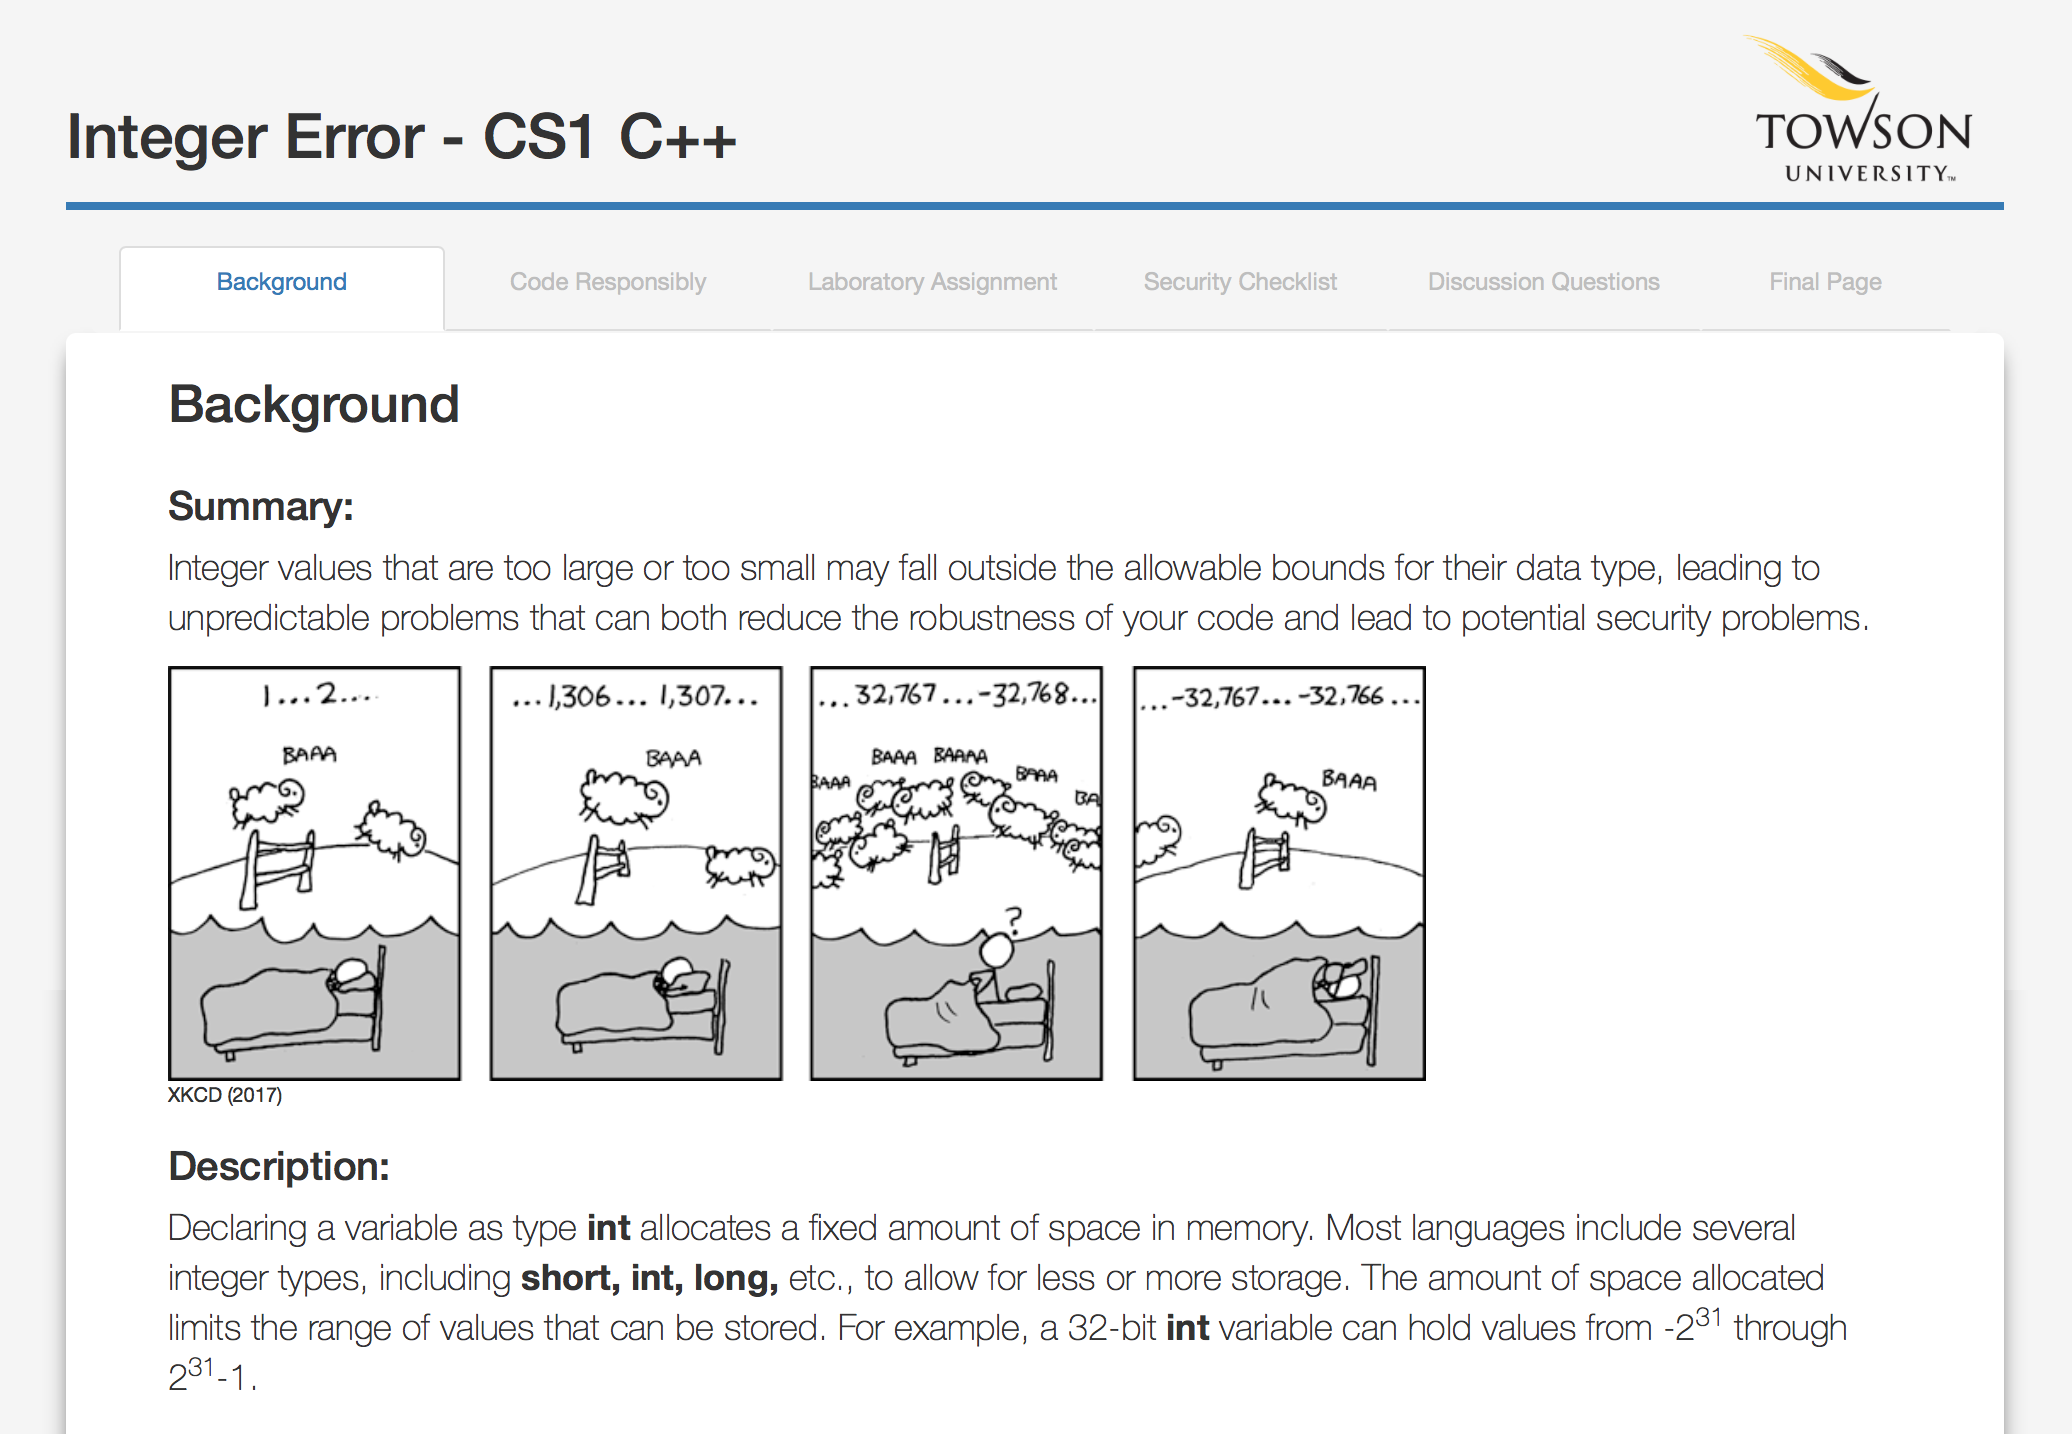 Integer Error - CS1 C++
TOWSON
UNIVERSITY™
Background
Code Responsibly
Laboratory Assignment
Security Checklist
Discussion Questions
Final Page
Background
Summary:
Integer values that are too large or too small may fall outside the allowable bounds for their data type, leading to
unpredictable problems that can both reduce the robustness of your code and lead to potential security problems.
1...2....
BAAA
...1,306... 1,307...
BAAA
...32,767...-32,768...
BAAA BAAAA
BAAA
BAAA
BA
?
...-32,767... -32,766...
BAAA
XKCD (2017)
Description:
Declaring a variable as type int allocates a fixed amount of space in memory. Most languages include several
integer types, including short, int, long, etc., to allow for less or more storage. The amount of space allocated
limits the range of values that can be stored. For example, a 32-bit int variable can hold values from -2³¹ through
2³¹-1.